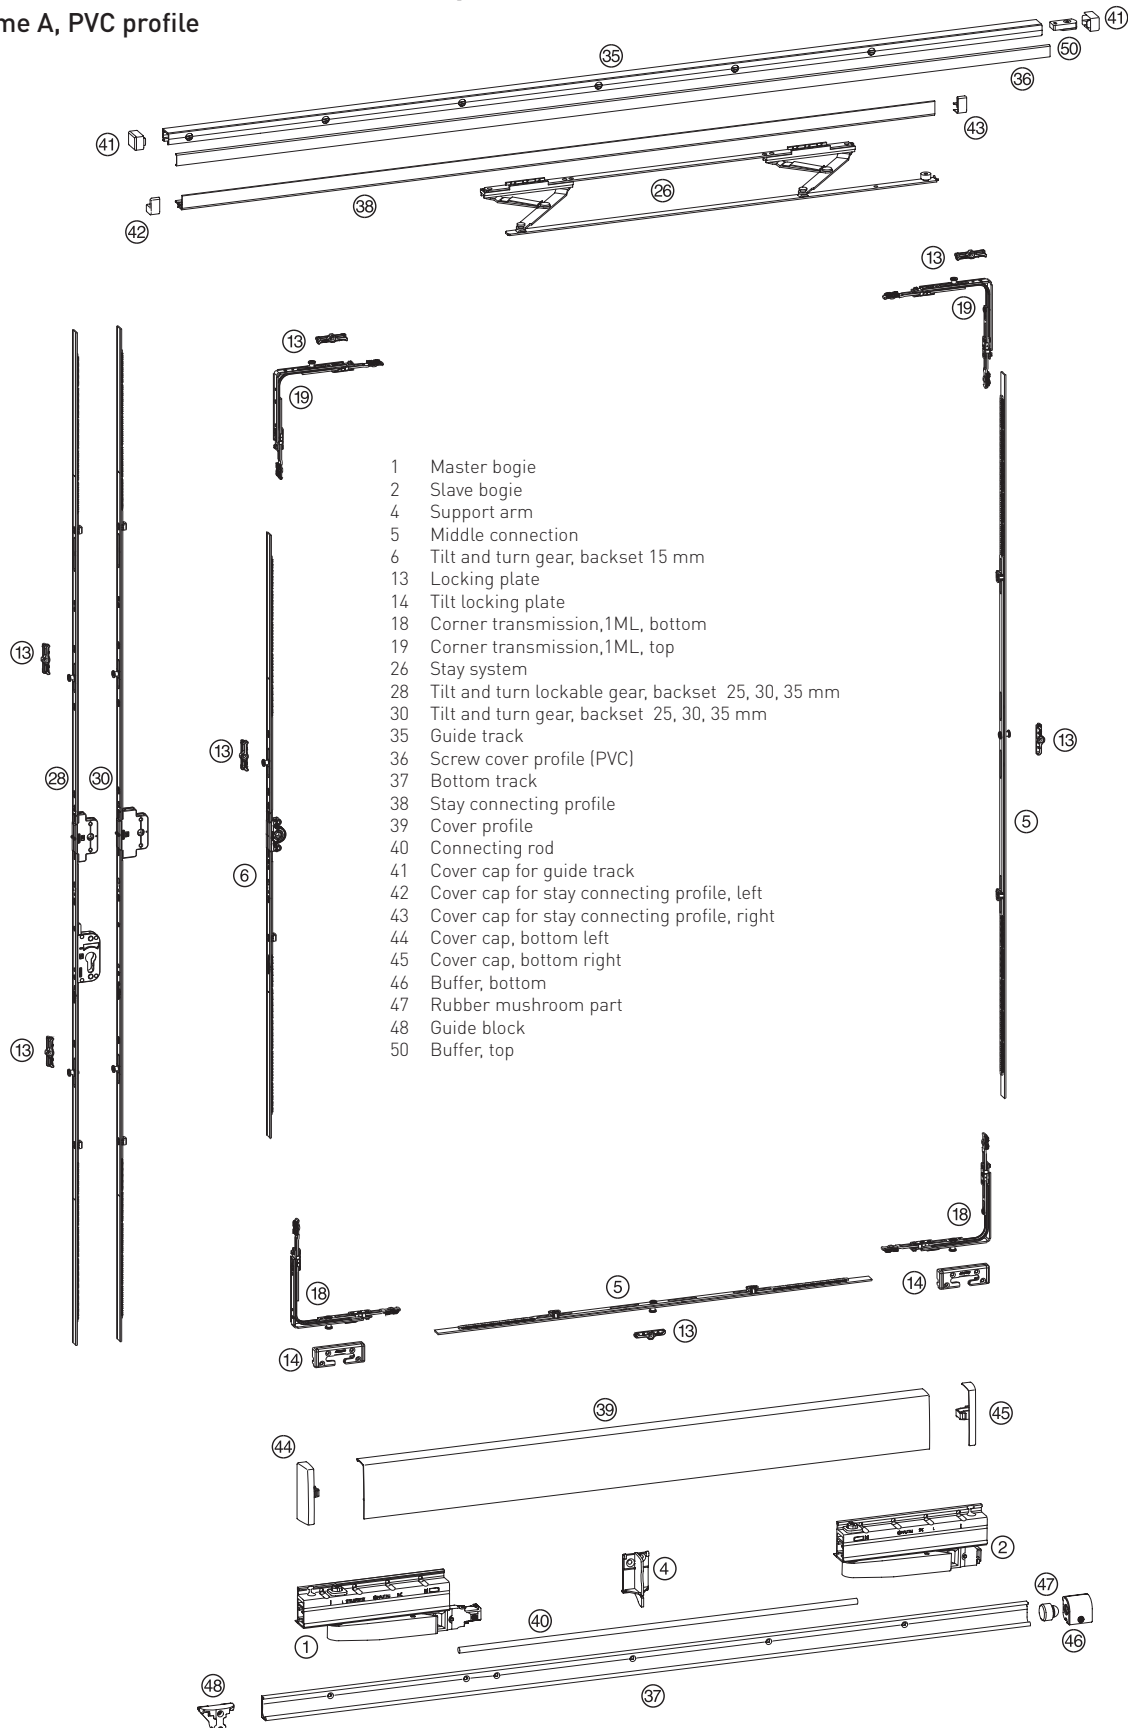 me A, PVC profile
41
50
35
36
41
43
26
38
42
13
19
13
19
1 Master bogie
2 Slave bogie
4 Support arm
5 Middle connection
6 Tilt and turn gear, backset 15 mm
13 Locking plate
14 Tilt locking plate
18 Corner transmission,1ML, bottom
19 Corner transmission,1ML, top
26 Stay system
28 Tilt and turn lockable gear, backset 25, 30, 35 mm
30 Tilt and turn gear, backset 25, 30, 35 mm
35 Guide track
36 Screw cover profile (PVC)
37 Bottom track
38 Stay connecting profile
39 Cover profile
40 Connecting rod
41 Cover cap for guide track
42 Cover cap for stay connecting profile, left
43 Cover cap for stay connecting profile, right
44 Cover cap, bottom left
45 Cover cap, bottom right
46 Buffer, bottom
47 Rubber mushroom part
48 Guide block
50 Buffer, top
13
13
13
28
30
5
6
13
18
18
5
14
13
14
39
45
44
2
4
47
40
1
46
48
37